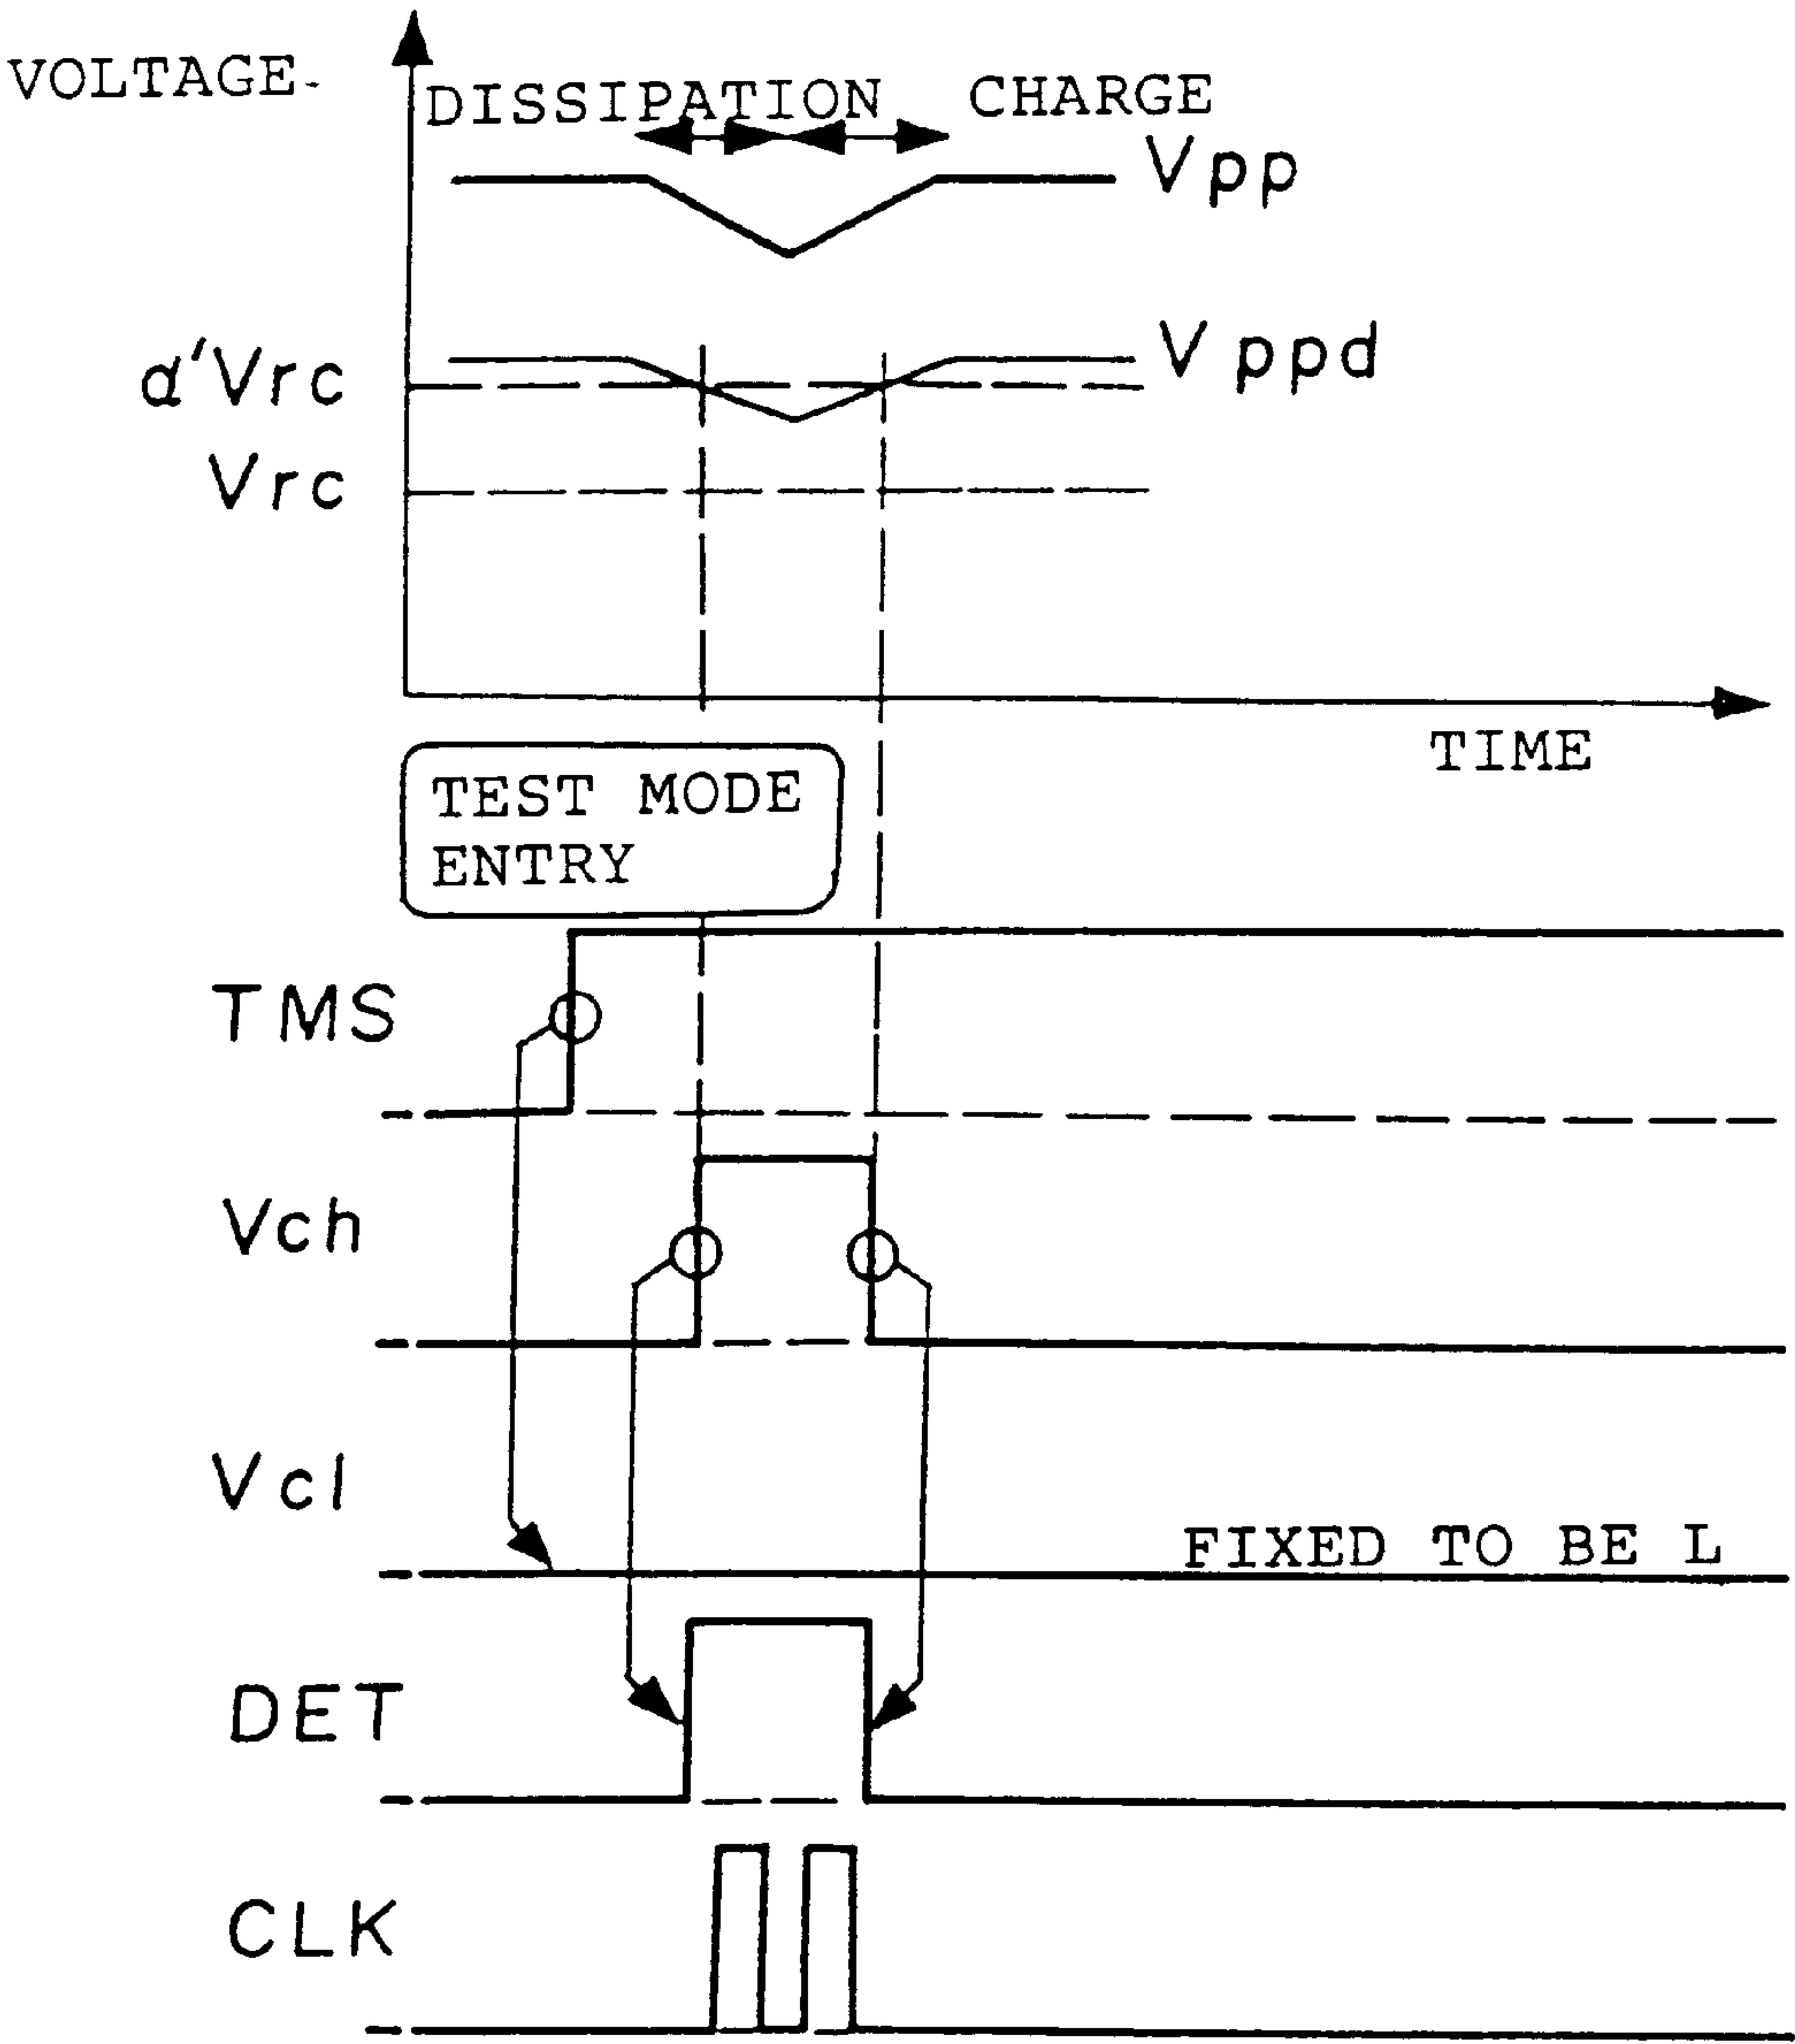 VOLTAGE
DISSIPATION CHARGE
Vpp
α'Vrc
Vppd
Vrc
TIME
TEST MODE
ENTRY
TMS
Vch
Vcl
FIXED TO BE L
DET
CLK